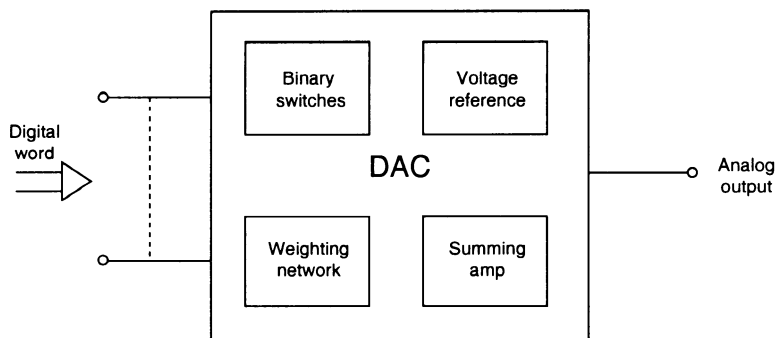 Binary
switches
Voltage
reference
Digital
word
DAC
Analog
output
Weighting
network
Summing
amp